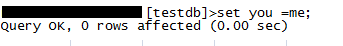 [testdb]>set you =me;
Query OK, 0 rows affected (0.00 sec)